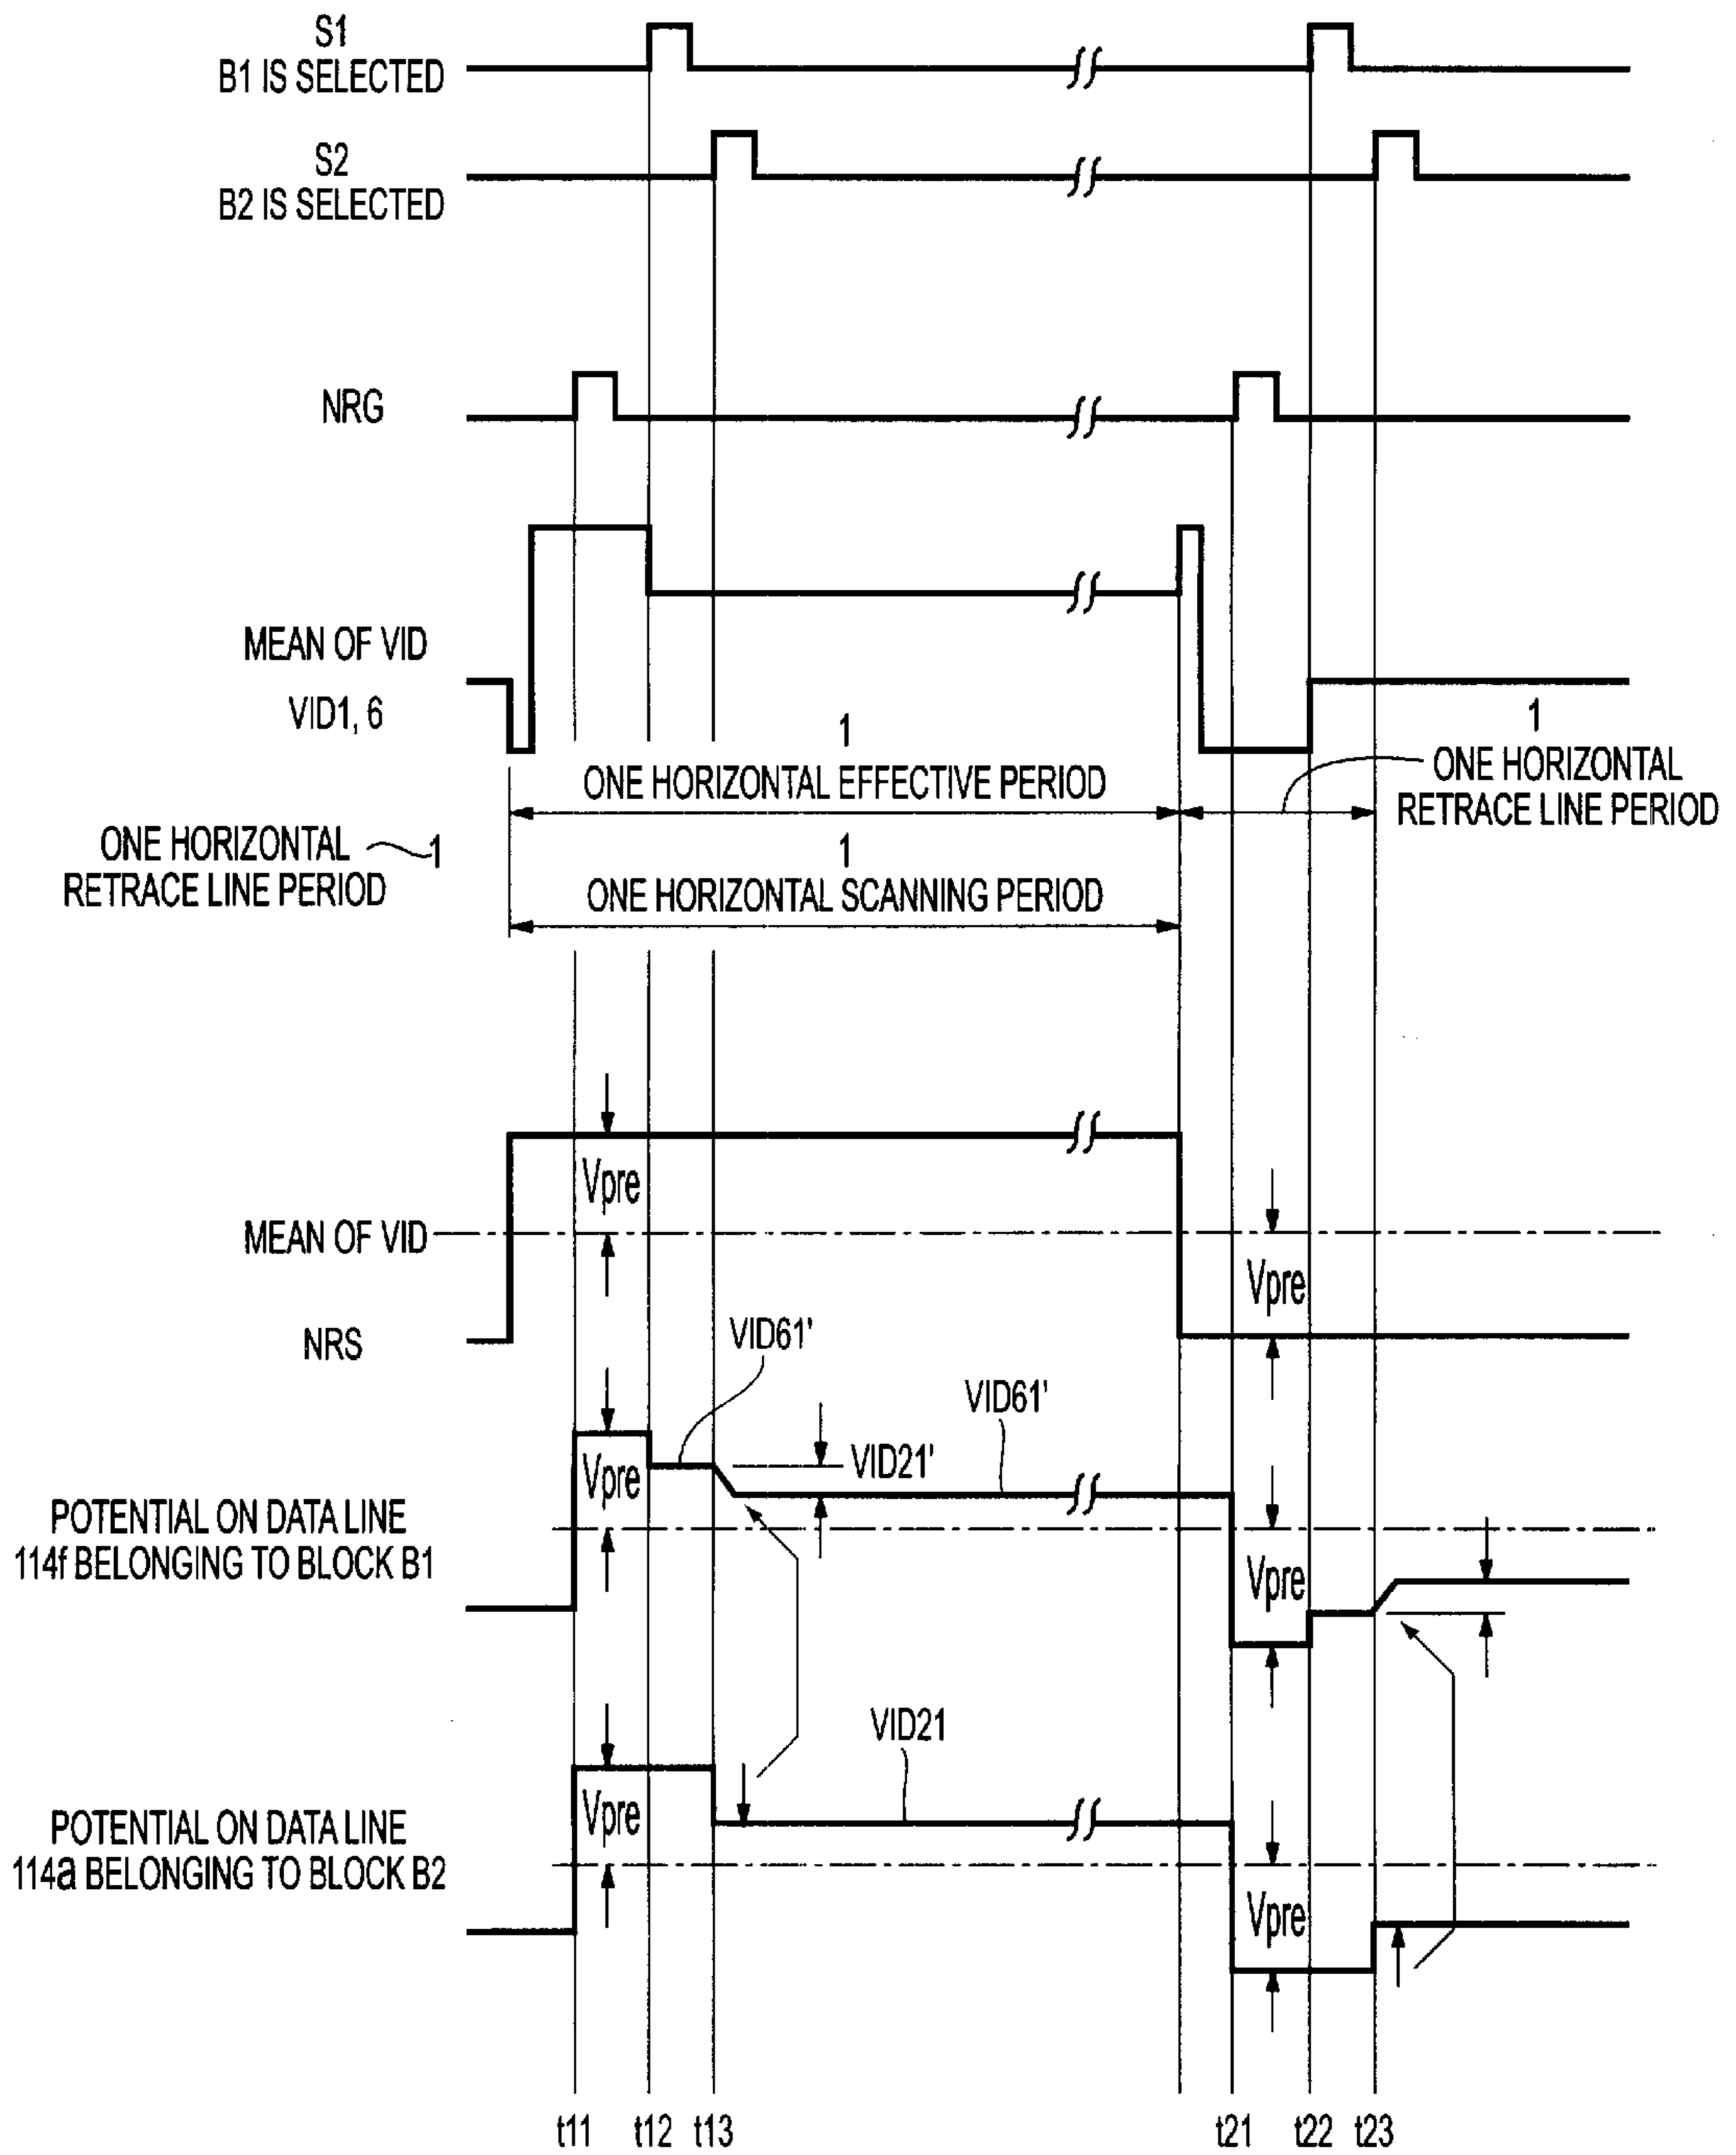 S1
B1 IS SELECTED
S2
B2 IS SELECTED
NRG
MEAN OF VID
VID1, 6
1
ONE HORIZONTAL EFFECTIVE PERIOD
1
ONE HORIZONTAL
RETRACE LINE PERIOD
ONE HORIZONTAL 1
RETRACE LINE PERIOD
1
ONE HORIZONTAL SCANNING PERIOD
Vpre
MEAN OF VID
Vpre
NRS
VID61'
VID61'
VID21'
Vpre
POTENTIAL ON DATA LINE
114f BELONGING TO BLOCK B1
Vpre
VID21
Vpre
POTENTIAL ON DATA LINE
114a BELONGING TO BLOCK B2
Vpre
t11 t12 t13 t21 t22 t23